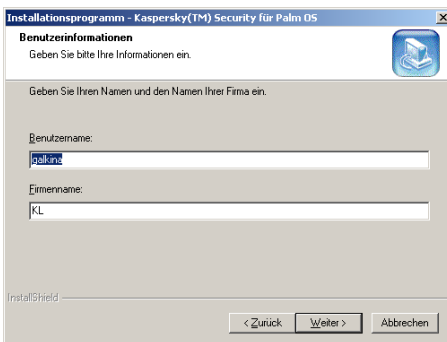 Installationsprogramm - Kaspersky(TM) Security für Palm OS
Benutzerinformationen
Geben Sie bitte Ihre Informationen ein.
Geben Sie Ihren Namen und den Namen Ihrer Firma ein.
Benutzername:
galkina
Firmenname:
KL
InstallShield
< Zurück Weiter > Abbrechen